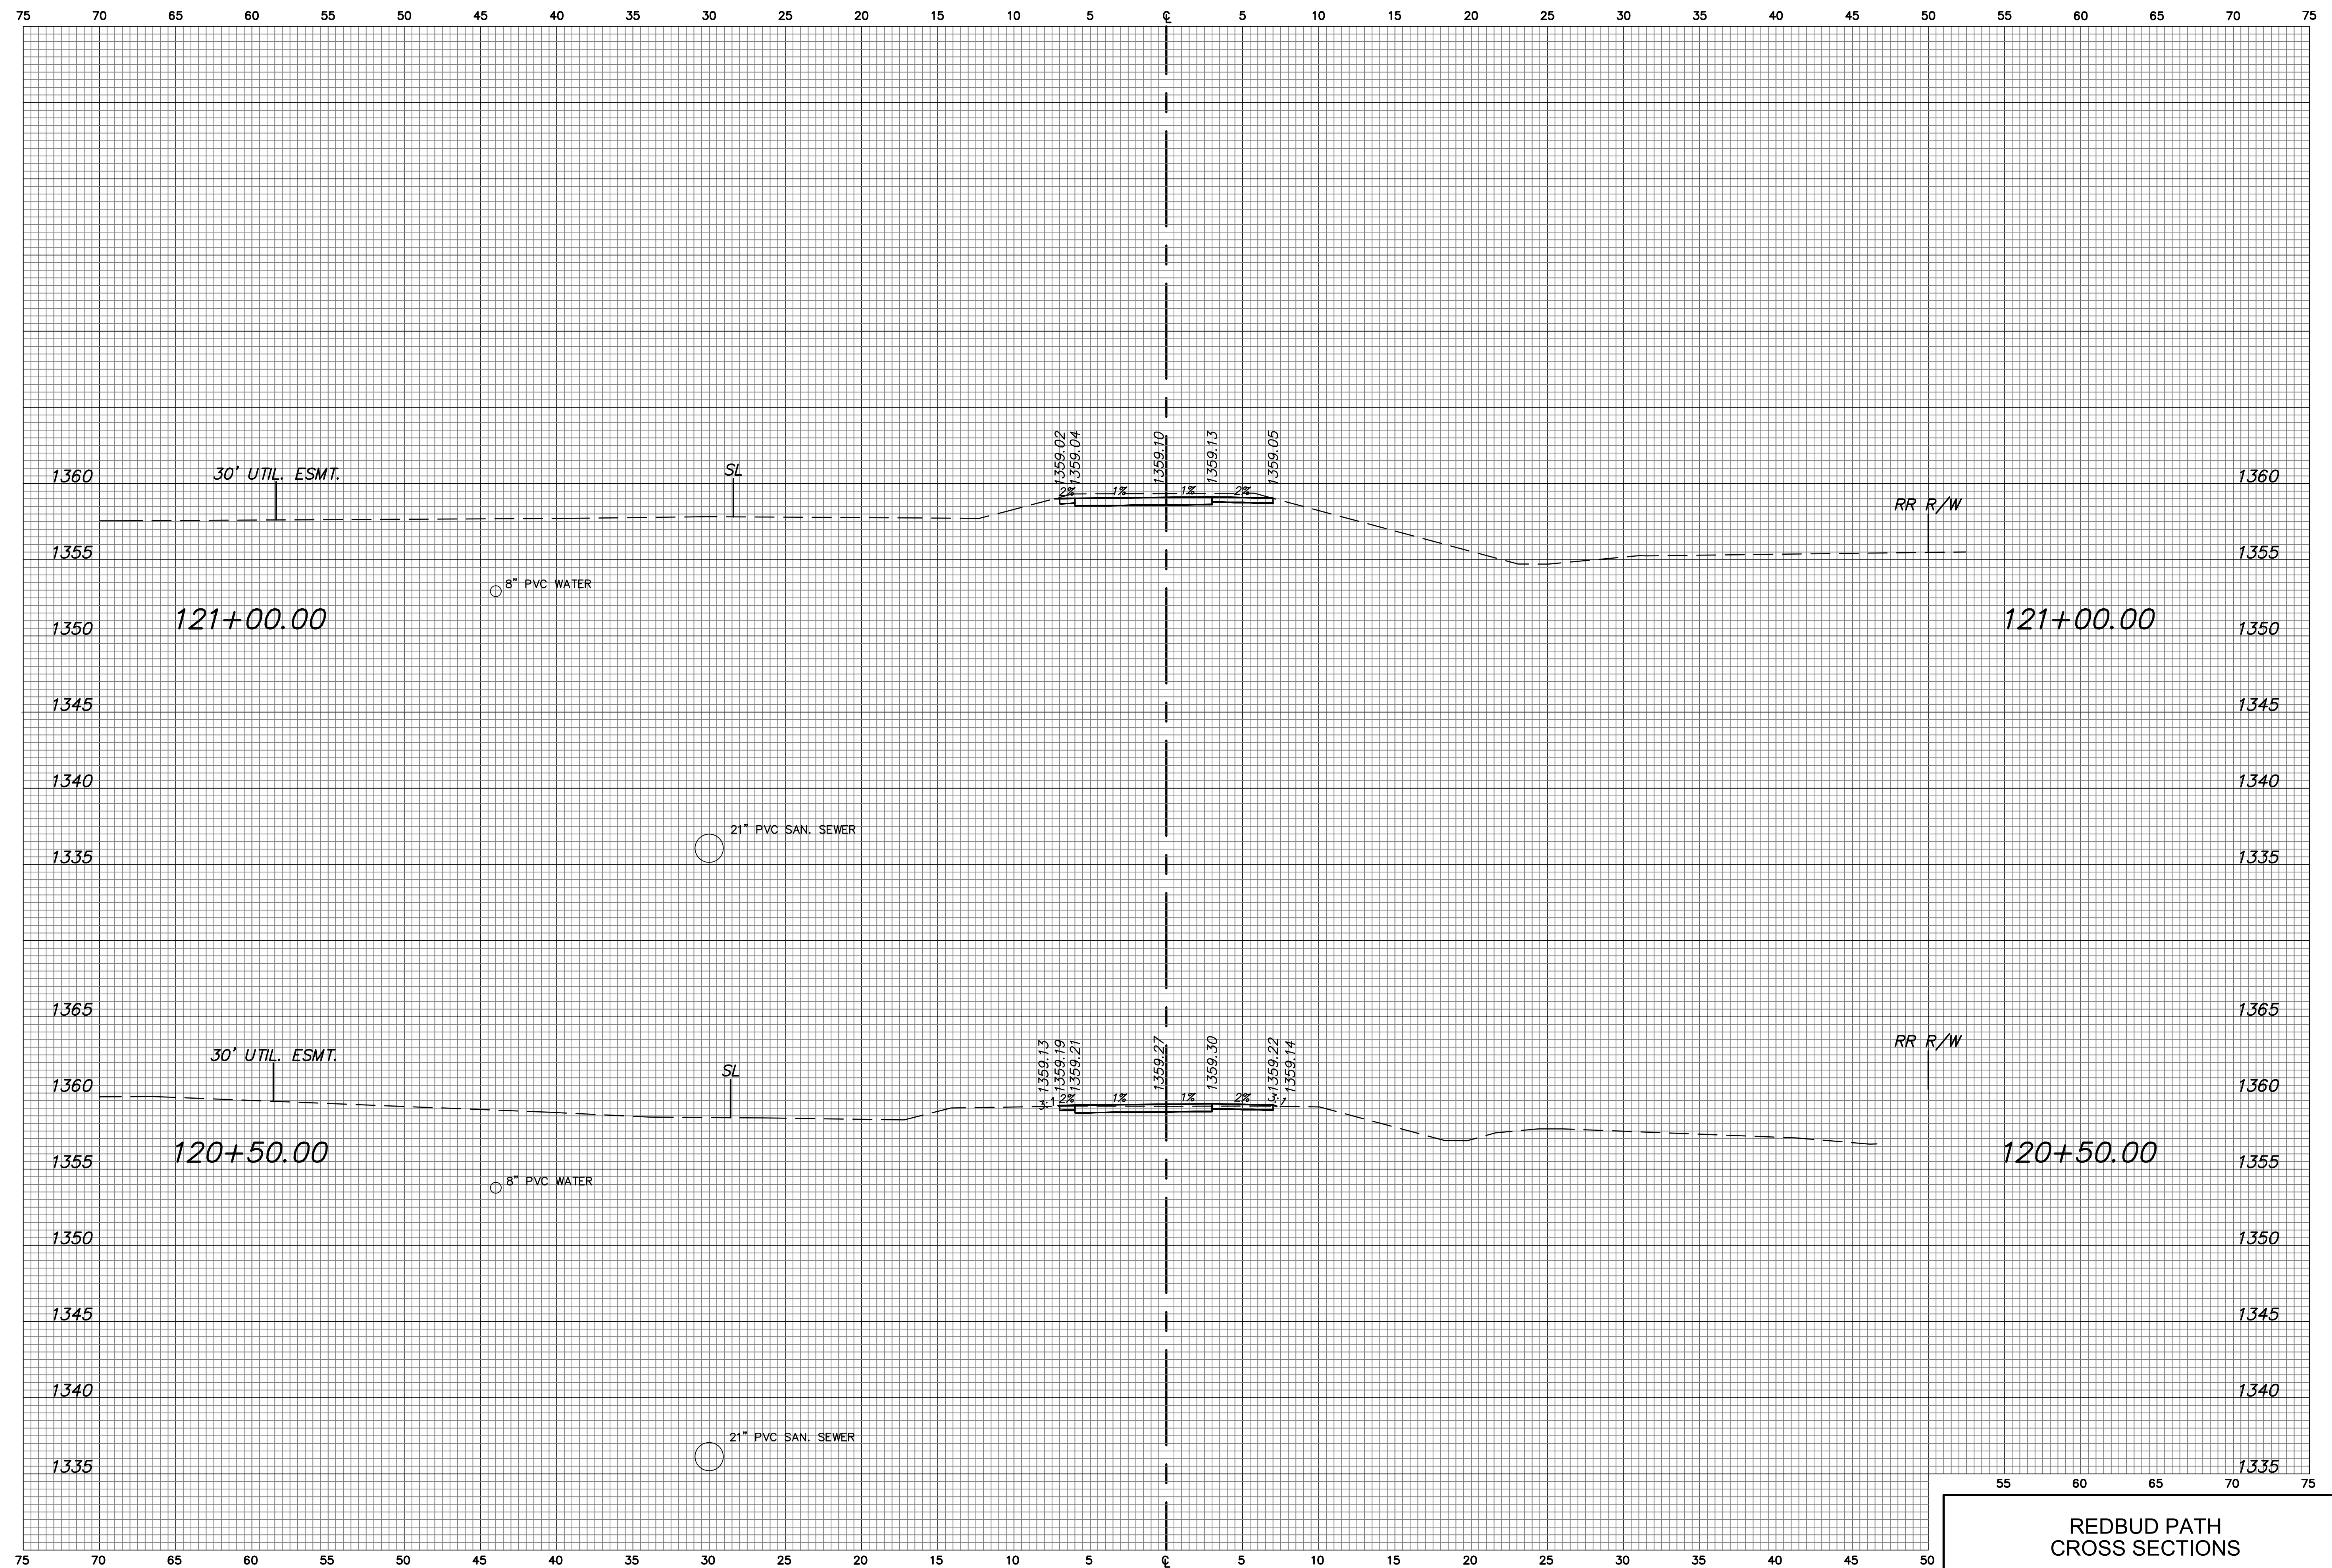 75 70 65 60 55 50 45 40 35 30 25 20 15 10 5 ℄ 5 10 15 20 25 30 35 40 45 50 55 60 65 70 75
1359.02 1359.04 1359.10 1359.13 1359.05
1360 30' UTIL. ESMT. SL 1360
2% 1% 1% 2%
RR R/W
1355 1355
8" PVC WATER
121+00.00 121+00.00
1350 1350
1345 1345
1340 1340
21" PVC SAN. SEWER
1335 1335
1365 1365
1359.13 1359.19 1359.21 1359.27 1359.30 1359.22 1359.14
RR R/W
30' UTIL. ESMT. SL
1360 1360
3:1 2% 1% 1% 2% 3:1
120+50.00 120+50.00
1355 1355
8" PVC WATER
1350 1350
1345 1345
1340 1340
21" PVC SAN. SEWER
1335 1335
55 60 65 70 75
REDBUD PATH
CROSS SECTIONS
75 70 65 60 55 50 45 40 35 30 25 20 15 10 5 ℄ 5 10 15 20 25 30 35 40 45 50